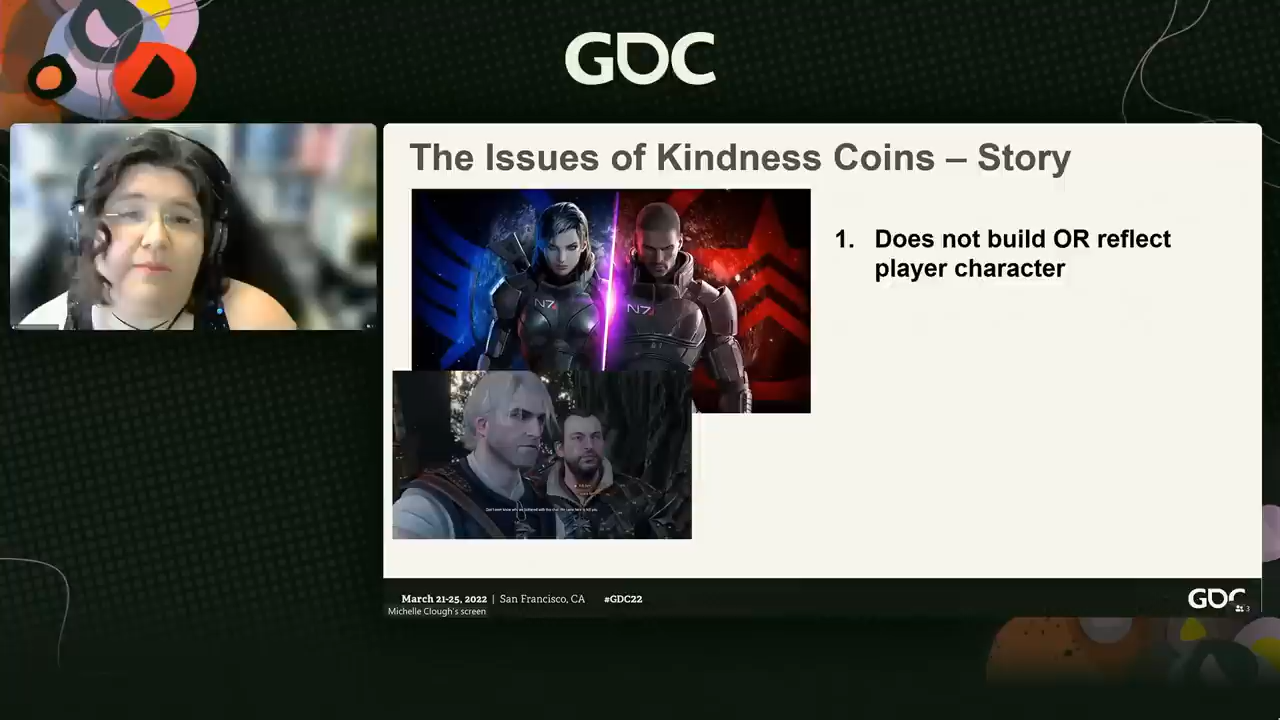 GDC
The Issues of Kindness Coins – Story
N7
N7
1. Does not build OR reflect
player character
March 21-25, 2022 | San Francisco, CA #GDC22
Michelle Clough's screen
GDC
3